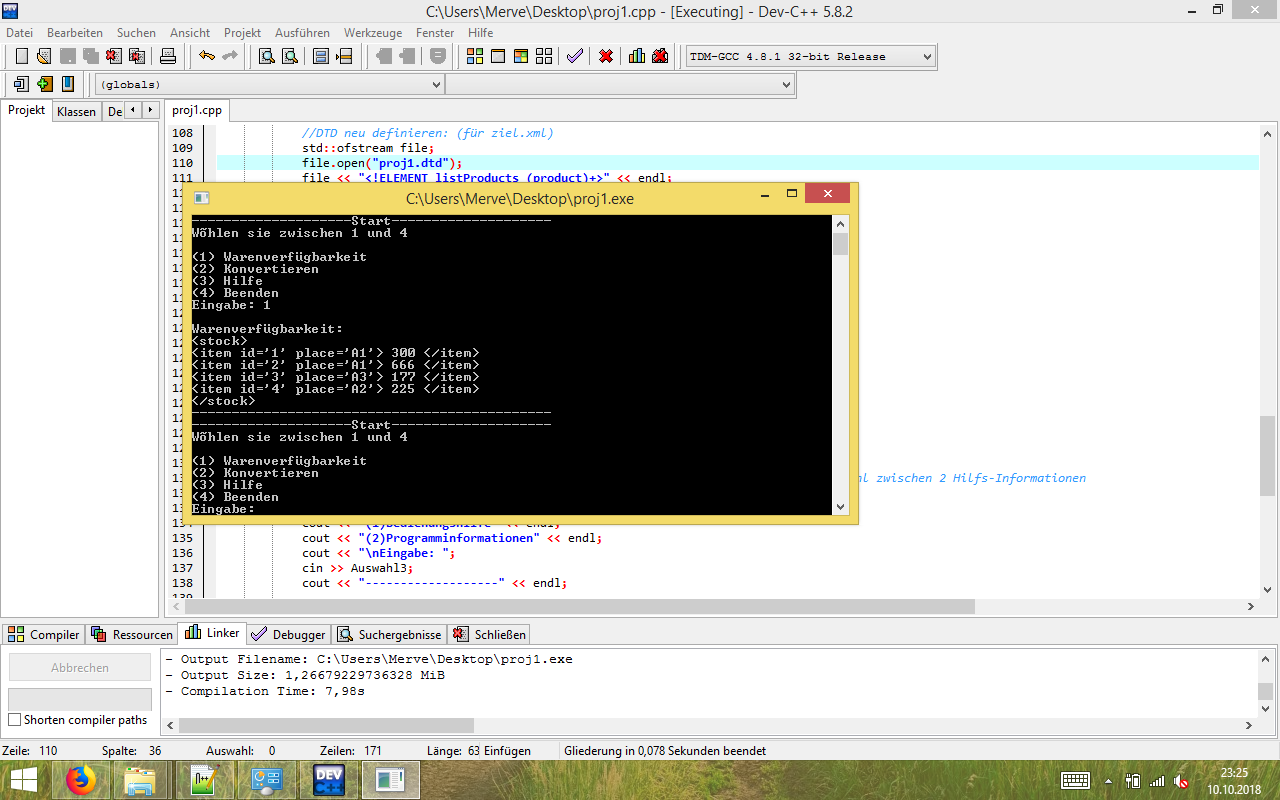 C:\Users\Merve\Desktop\proj1.cpp - [Executing] - Dev-C++ 5.8.2
Datei Bearbeiten Suchen Ansicht Projekt Ausführen Werkzeuge Fenster Hilfe
TDM-GCC 4.8.1 32-bit Release
(globals)
Projekt Klassen De
proj1.cpp
108 //DTD neu definieren: (für ziel.xml)
109 std::ofstream file;
110 file.open("proj1.dtd");
111 file << "<!ELEMENT listProducts (product)+>" << endl;
C:\Users\Merve\Desktop\proj1.exe
--------------------Start--------------------
Wõhlen sie zwischen 1 und 4
(1) Warenverfügbarkeit
(2) Konvertieren
(3) Hilfe
(4) Beenden
Eingabe: 1
Warenverfügbarkeit:
<stock>
<item id='1' place='A1'> 300 </item>
<item id='2' place='A1'> 666 </item>
<item id='3' place='A3'> 177 </item>
<item id='4' place='A2'> 225 </item>
</stock>
---------------------------------------------
--------------------Start--------------------
Wõhlen sie zwischen 1 und 4
(1) Warenverfügbarkeit
(2) Konvertieren
(3) Hilfe
(4) Beenden
Eingabe:
zwischen 2 Hilfs-Informationen
135 cout << "(2)Programminformationen" << endl;
136 cout << "\nEingabe: ";
137 cin >> Auswahl3;
138 cout << "-------------------" << endl;
Compiler Ressourcen Linker Debugger Suchergebnisse Schließen
Abbrechen
Shorten compiler paths
- Output Filename: C:\Users\Merve\Desktop\proj1.exe
- Output Size: 1,26679229736328 MiB
- Compilation Time: 7,98s
Zeile: 110 Spalte: 36 Auswahl: 0 Zeilen: 171 Länge: 63 Einfügen Gliederung in 0,078 Sekunden beendet
DEV C++
23:25
10.10.2018